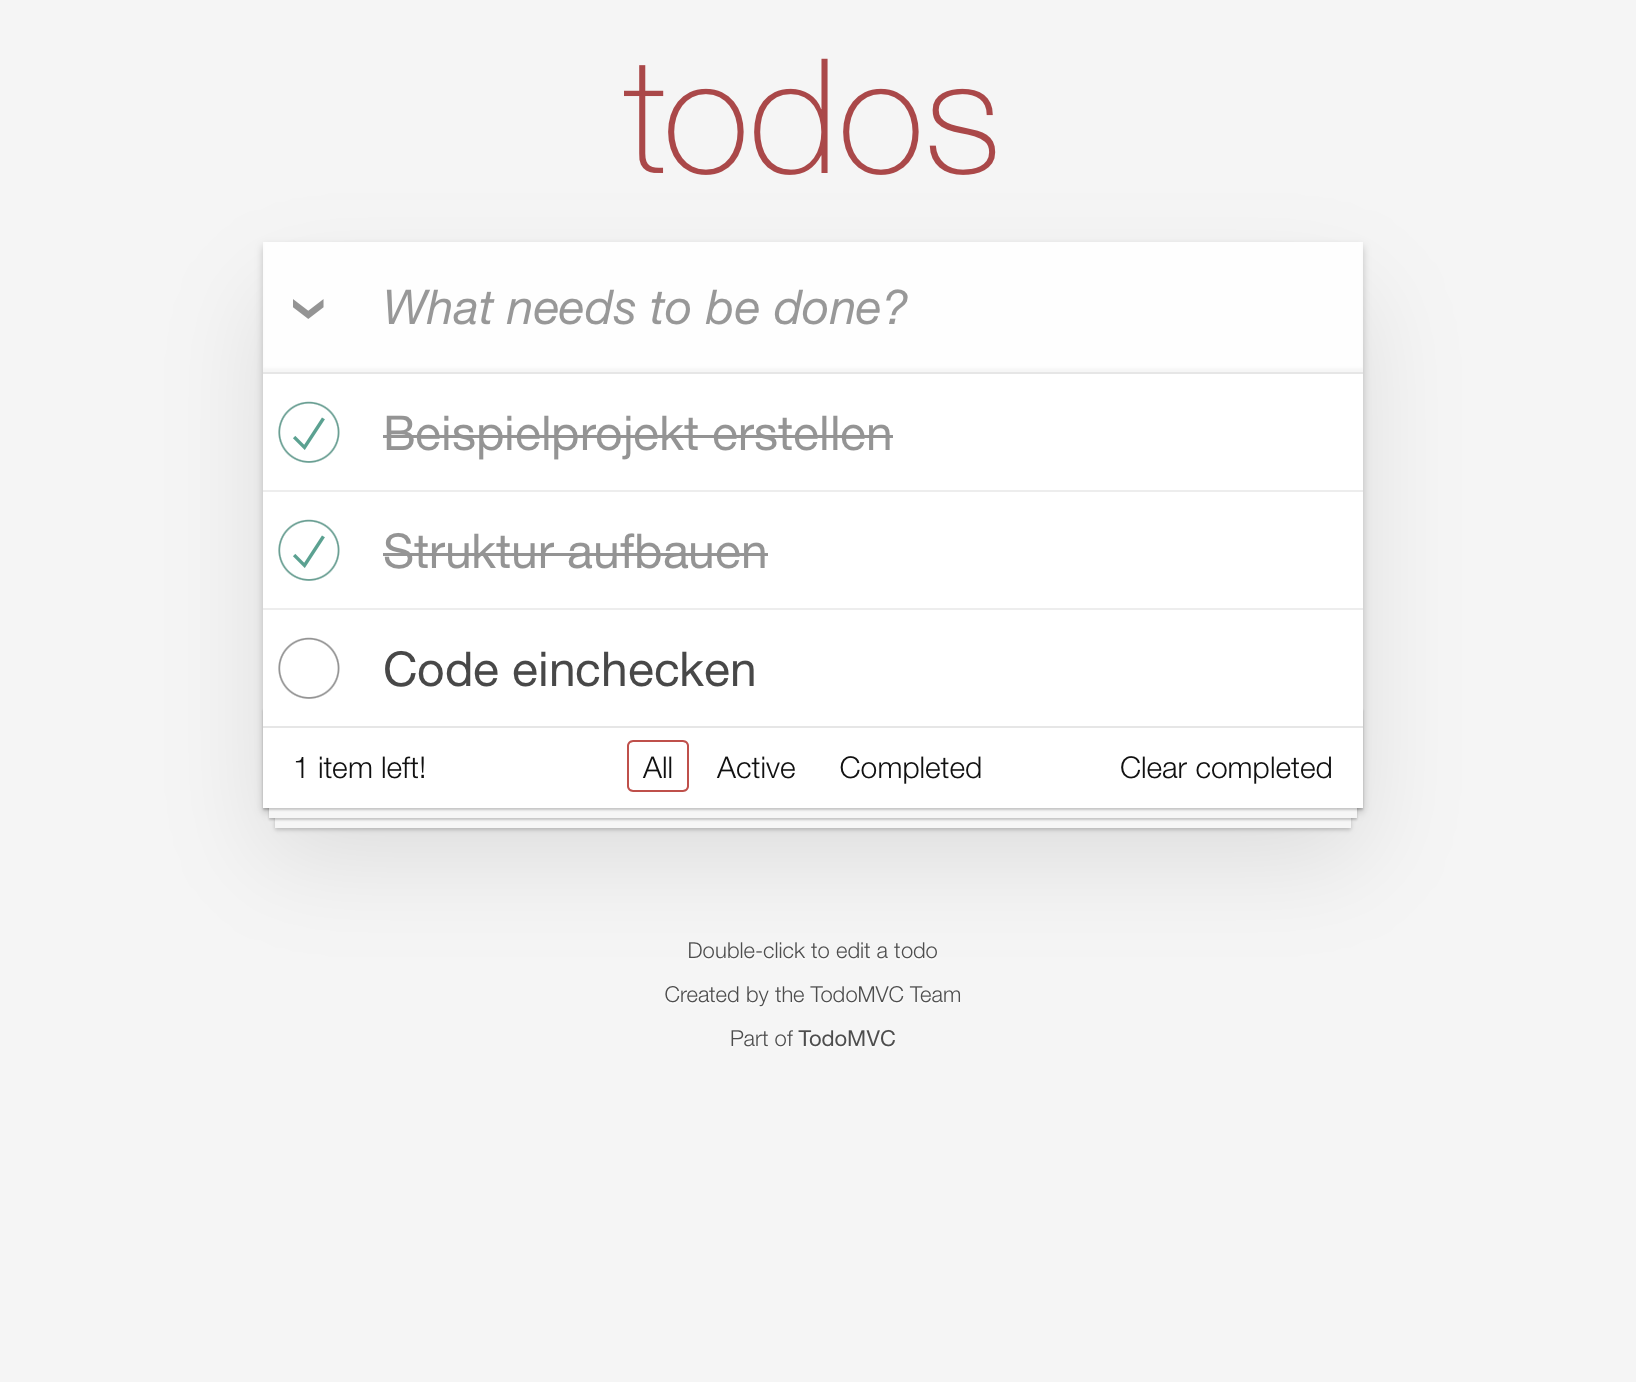 todos
What needs to be done?
Beispielprojekt erstellen
Struktur aufbauen
Code einchecken
1 item left! All Active Completed Clear completed
Double-click to edit a todo
Created by the TodoMVC Team
Part of TodoMVC